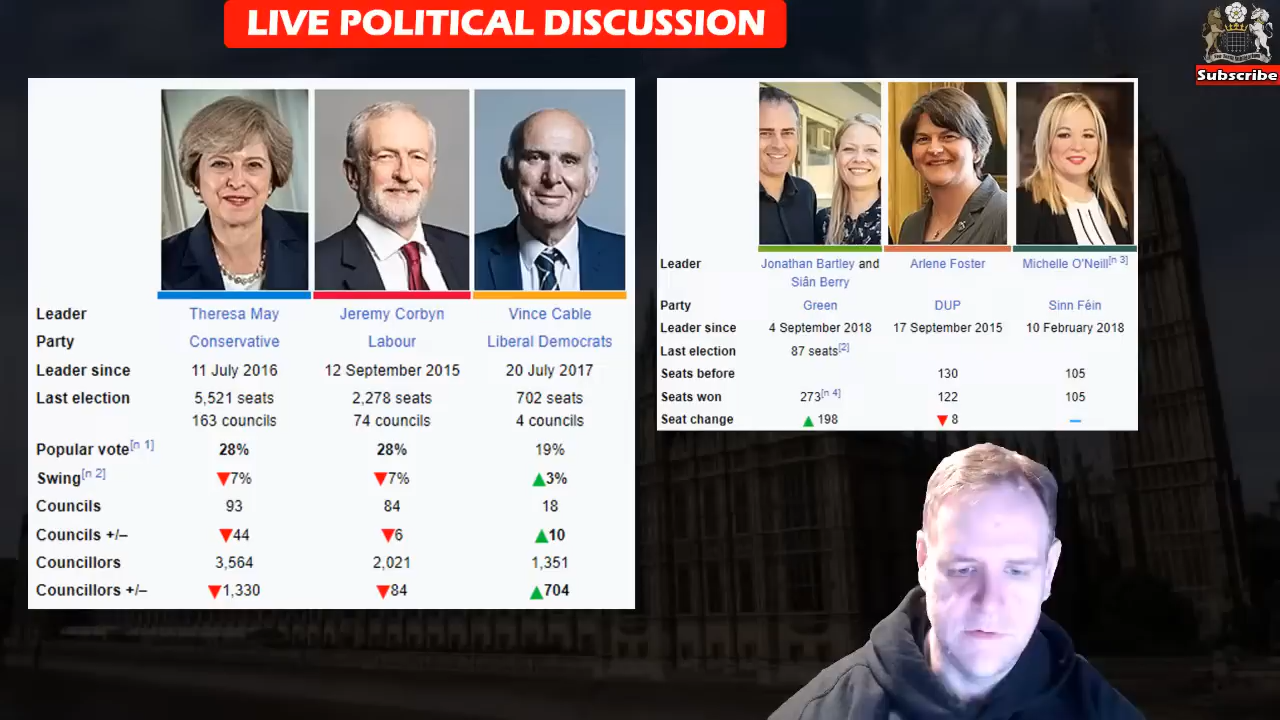 LIVE POLITICAL DISCUSSION
Subscribe
Leader Theresa May Jeremy Corbyn Vince Cable
Party Conservative Labour Liberal Democrats
Leader since 11 July 2016 12 September 2015 20 July 2017
Last election 5,521 seats 2,278 seats 702 seats
163 councils 74 councils 4 councils
Popular vote[n 1] 28% 28% 19%
Swing[n 2] ▼7% ▼7% ▲3%
Councils 93 84 18
Councils +/– ▼44 ▼6 ▲10
Councillors 3,564 2,021 1,351
Councillors +/– ▼1,330 ▼84 ▲704
Leader Jonathan Bartley and Arlene Foster Michelle O'Neill[n 3]
Siân Berry
Party Green DUP Sinn Féin
Leader since 4 September 2018 17 September 2015 10 February 2018
Last election 87 seats[2]
Seats before 130 105
Seats won 273[n 4] 122 105
Seat change ▲ 198 ▼ 8 –